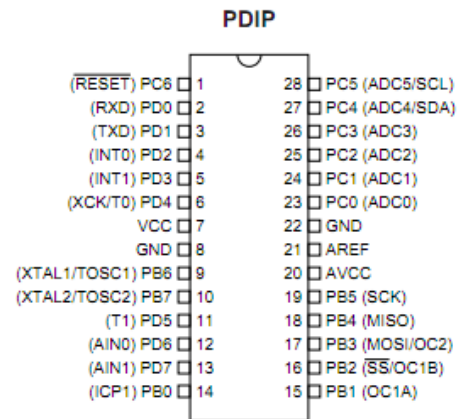 PDIP
(RESET) PC6 1 28 PC5 (ADC5/SCL)
(RXD) PD0 2 27 PC4 (ADC4/SDA)
(TXD) PD1 3 26 PC3 (ADC3)
(INT0) PD2 4 25 PC2 (ADC2)
(INT1) PD3 5 24 PC1 (ADC1)
(XCK/T0) PD4 6 23 PC0 (ADC0)
VCC 7 22 GND
GND 8 21 AREF
(XTAL1/TOSC1) PB6 9 20 AVCC
(XTAL2/TOSC2) PB7 10 19 PB5 (SCK)
(T1) PD5 11 18 PB4 (MISO)
(AIN0) PD6 12 17 PB3 (MOSI/OC2)
(AIN1) PD7 13 16 PB2 (SS/OC1B)
(ICP1) PB0 14 15 PB1 (OC1A)